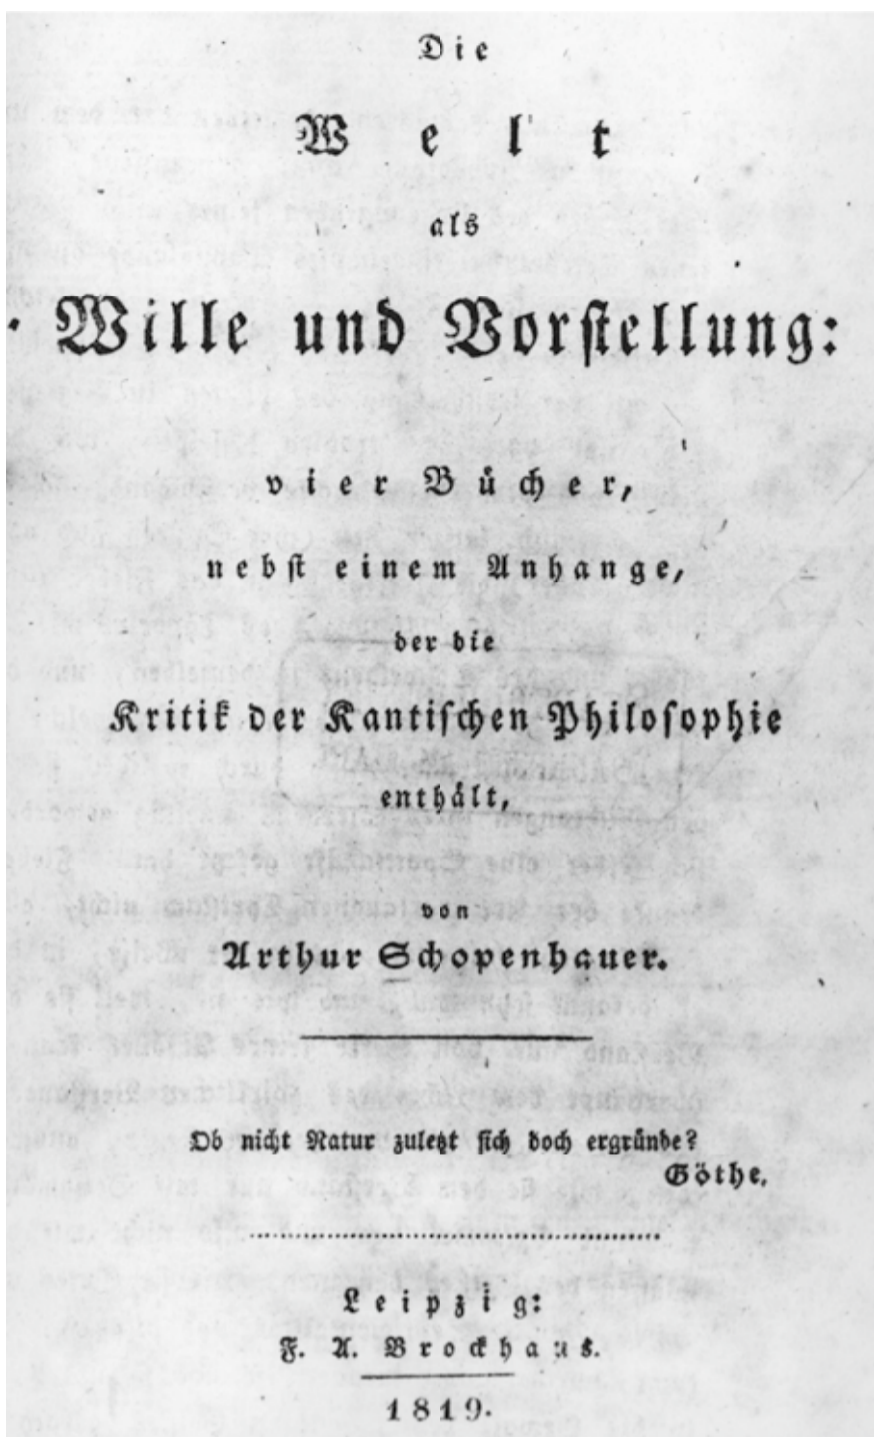 Die
Welt
als
Wille und Vorstellung:
vier Bücher,
nebst einem Anhange,
der die
Kritik der Kantischen Philosophie
enthält,
von
Arthur Schopenhauer.
Ob nicht Natur zuletzt sich doch ergründe?
Göthe.
Leipzig:
F. A. Brockhaus.
1819.